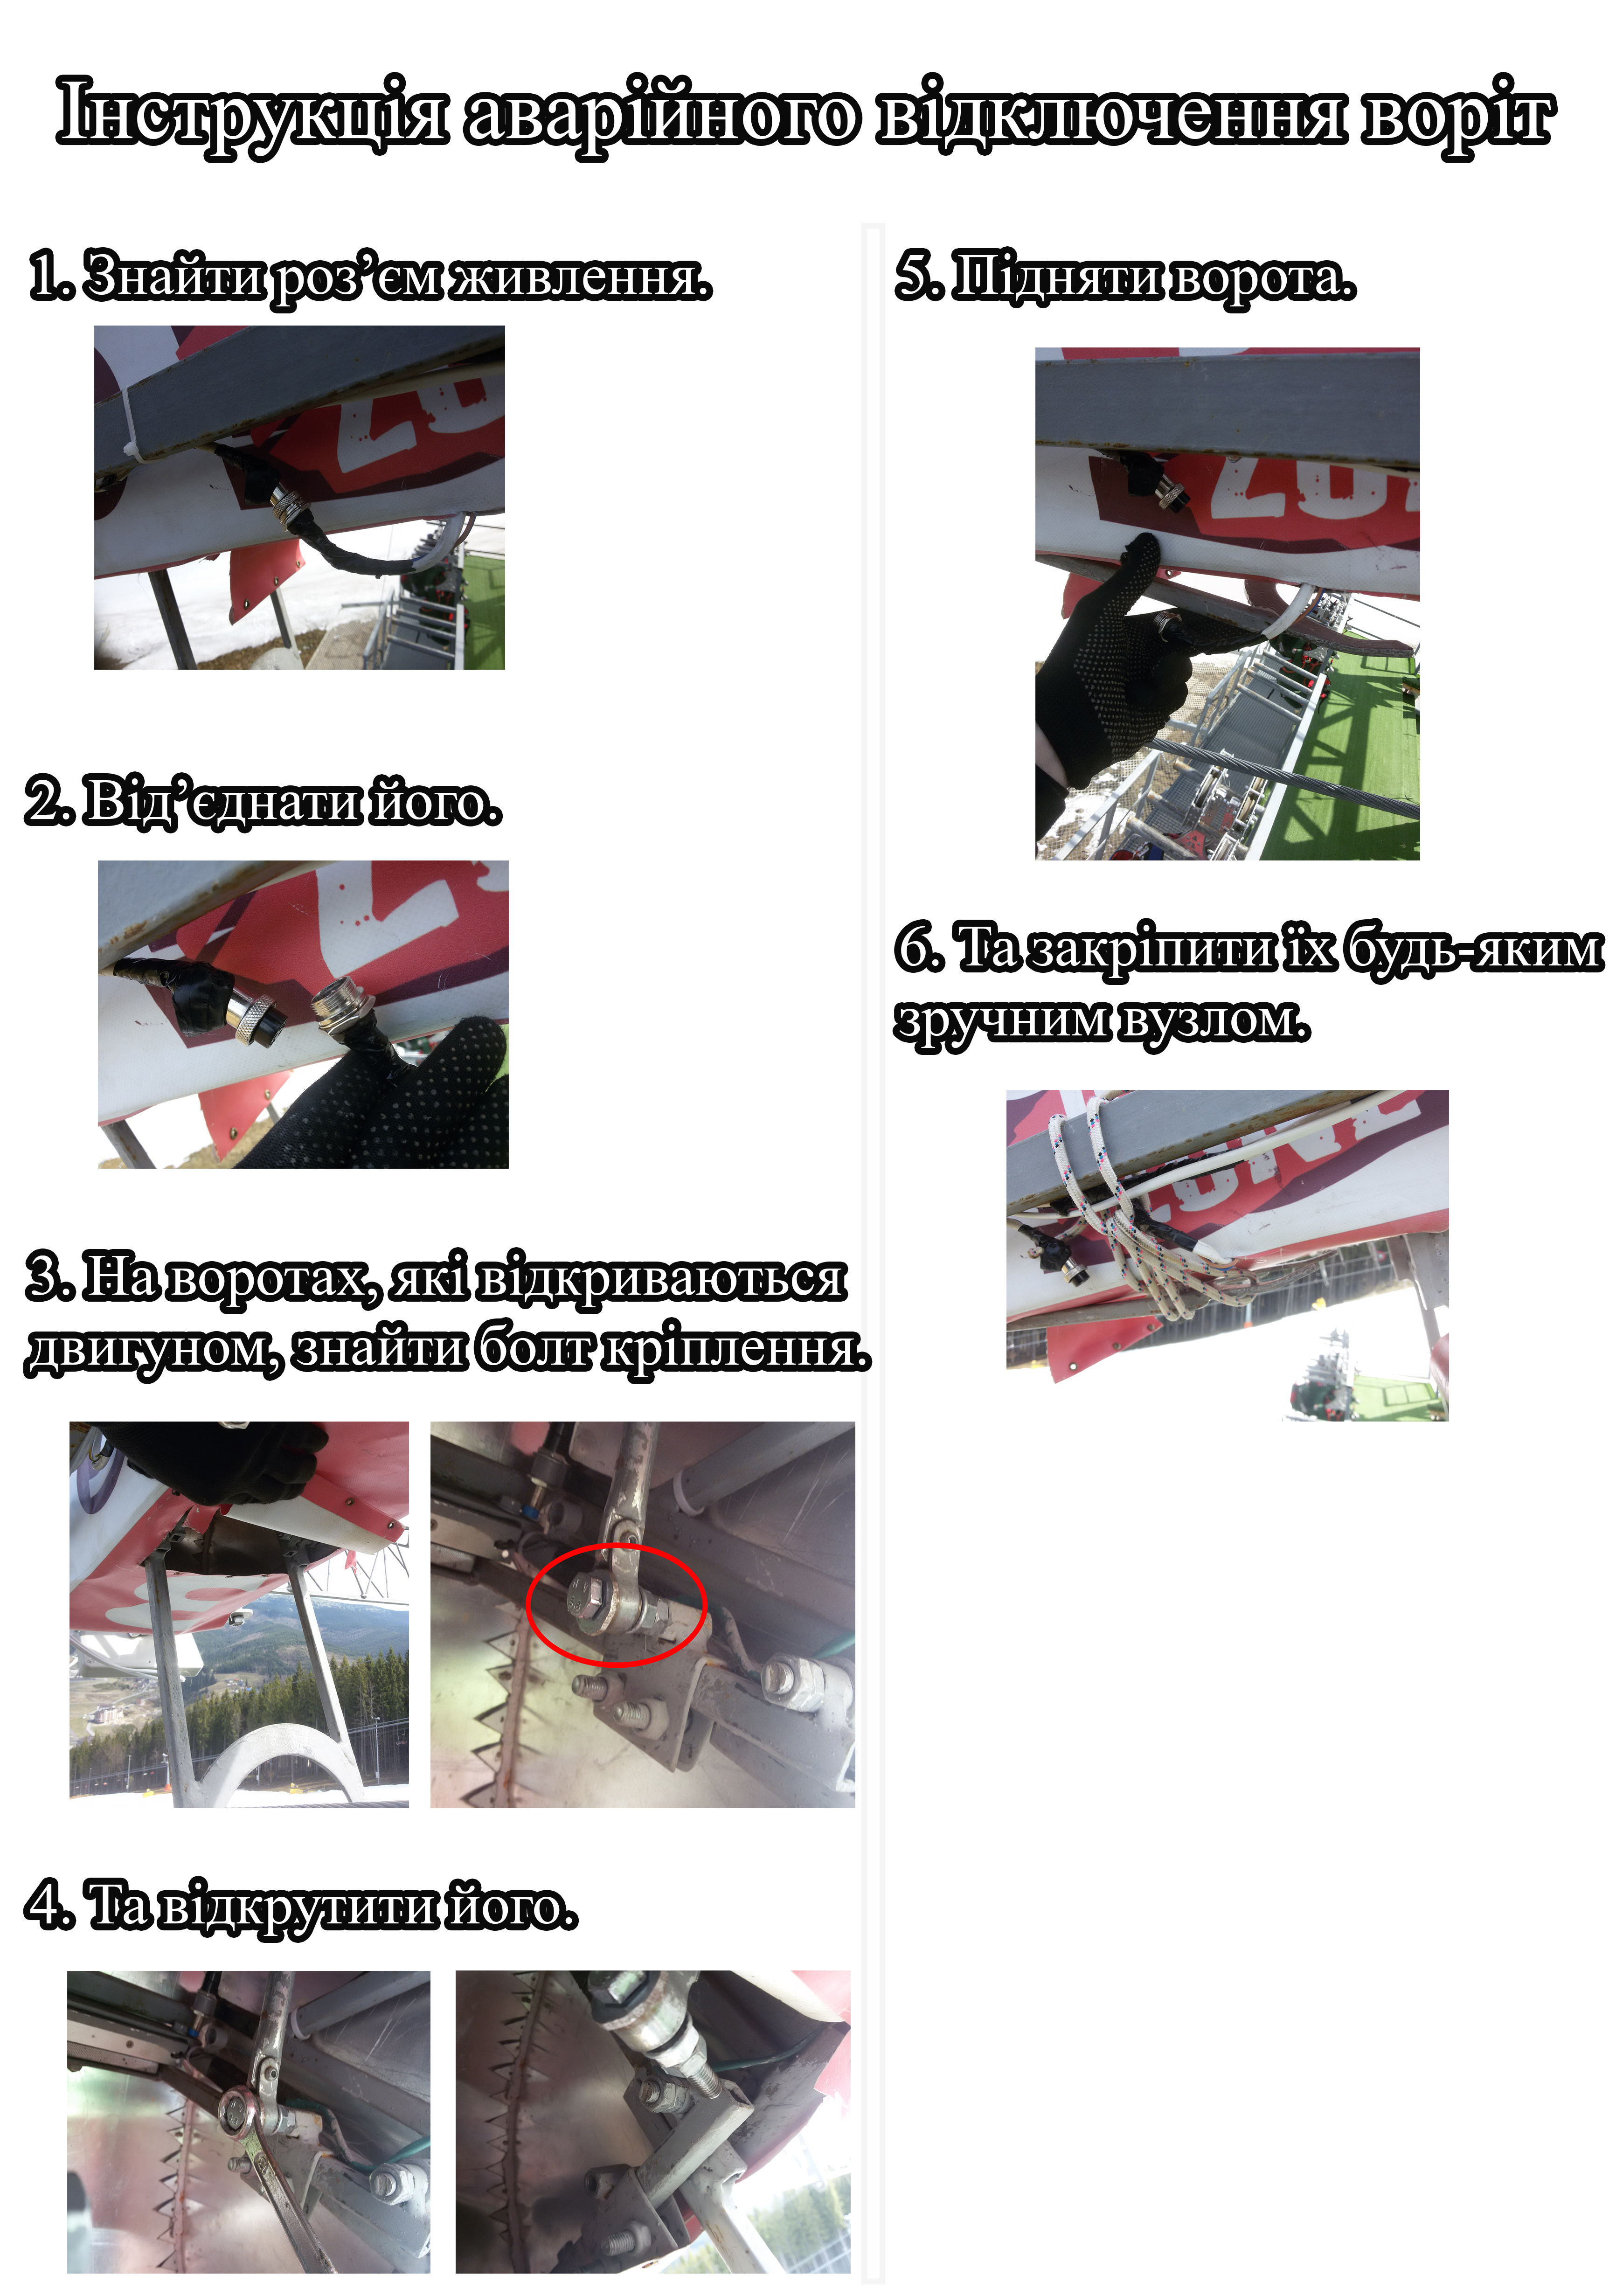 Інструкція аварійного відключення воріт
1. Знайти роз’єм живлення.
2. Від’єднати його.
3. На воротах, які відкриваються
двигуном, знайти болт кріплення.
4. Та відкрутити його.
5. Підняти ворота.
6. Та закріпити їх будь-яким
зручним вузлом.